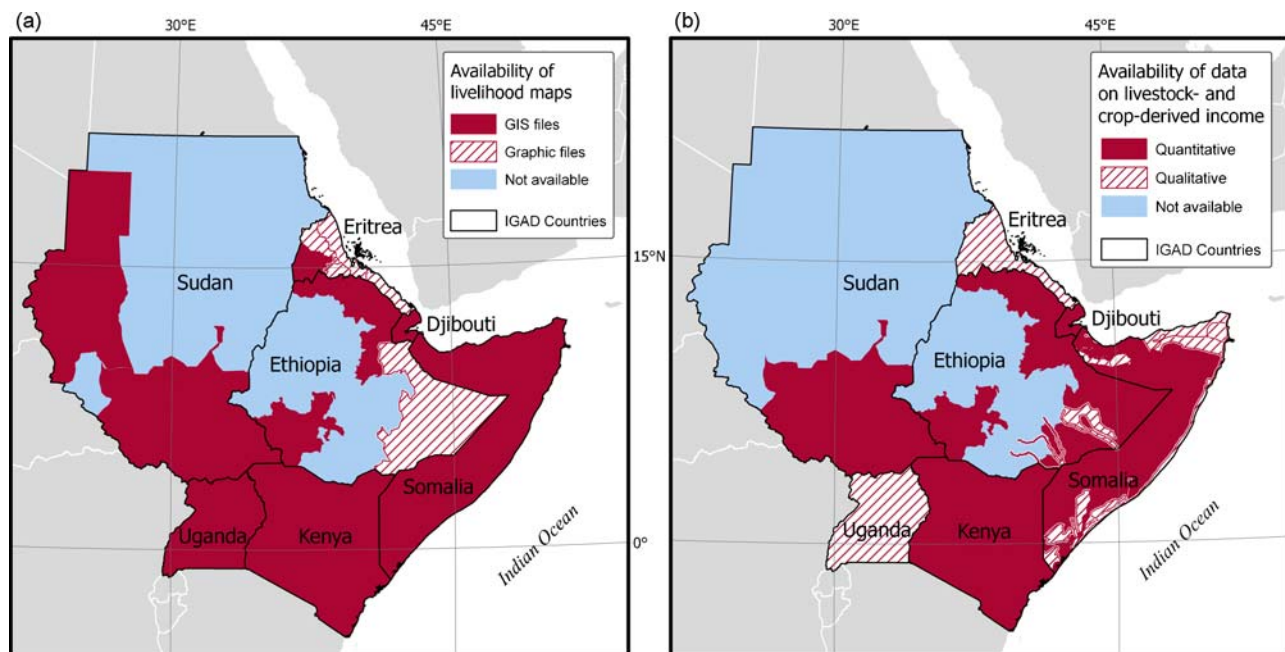 (a)
30°E
45°E
Availability of
livelihood maps
GIS files
Graphic files
Not available
IGAD Countries
Eritrea
Sudan
Djibouti
Ethiopia
Somalia
Uganda
Kenya
Indian Ocean
15°N
0°
(b)
30°E
45°E
Availability of data
on livestock- and
crop-derived income
Quantitative
Qualitative
Not available
IGAD Countries
Eritrea
Sudan
Djibouti
Ethiopia
Somalia
Uganda
Kenya
Indian Ocean